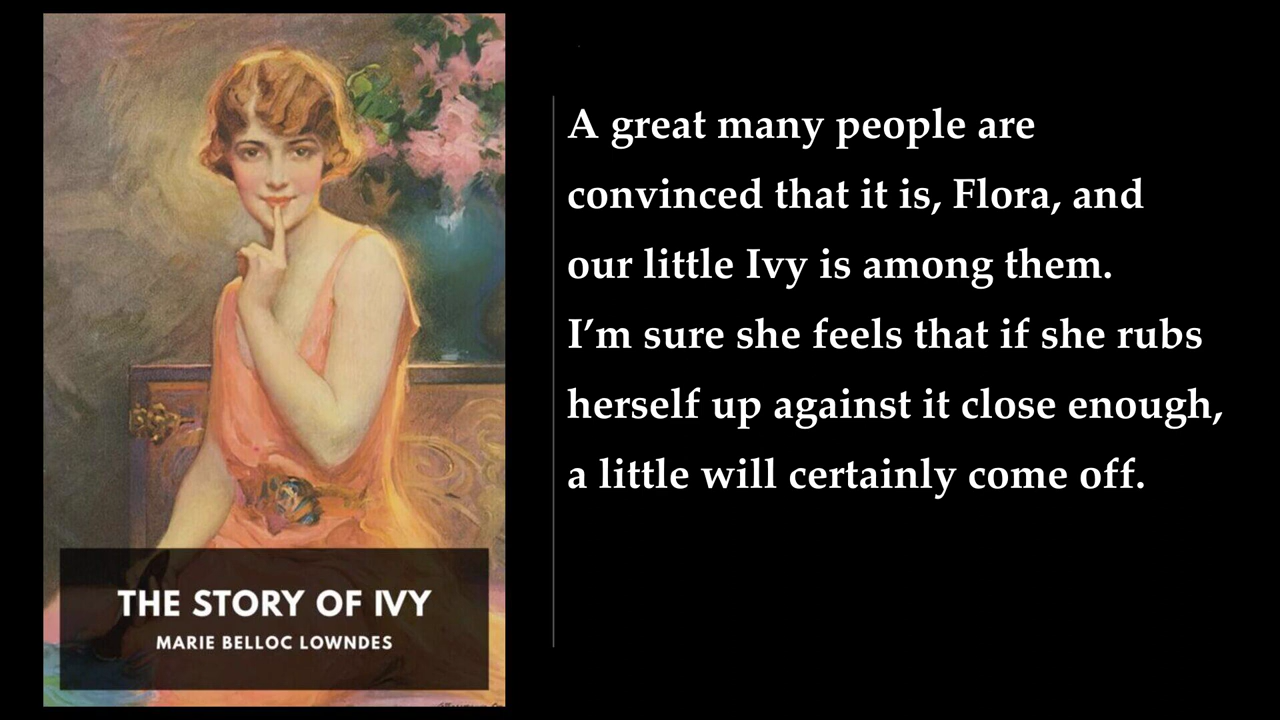 THE STORY OF IVY
MARIE BELLOC LOWNDES
A great many people are
convinced that it is, Flora, and
our little Ivy is among them.
I’m sure she feels that if she rubs
herself up against it close enough,
a little will certainly come off.